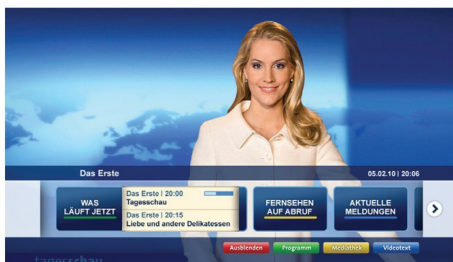 Das Erste
05.02.10 | 20:06
WAS
LÄUFT JETZT
Das Erste | 20:00
Tagesschau
Das Erste | 20:15
Liebe und andere Delikatessen
FERNSEHEN
AUF ABRUF
AKTUELLE
MELDUNGEN
Ausblenden
Programm
Mediathek
Videotext
tagesschau